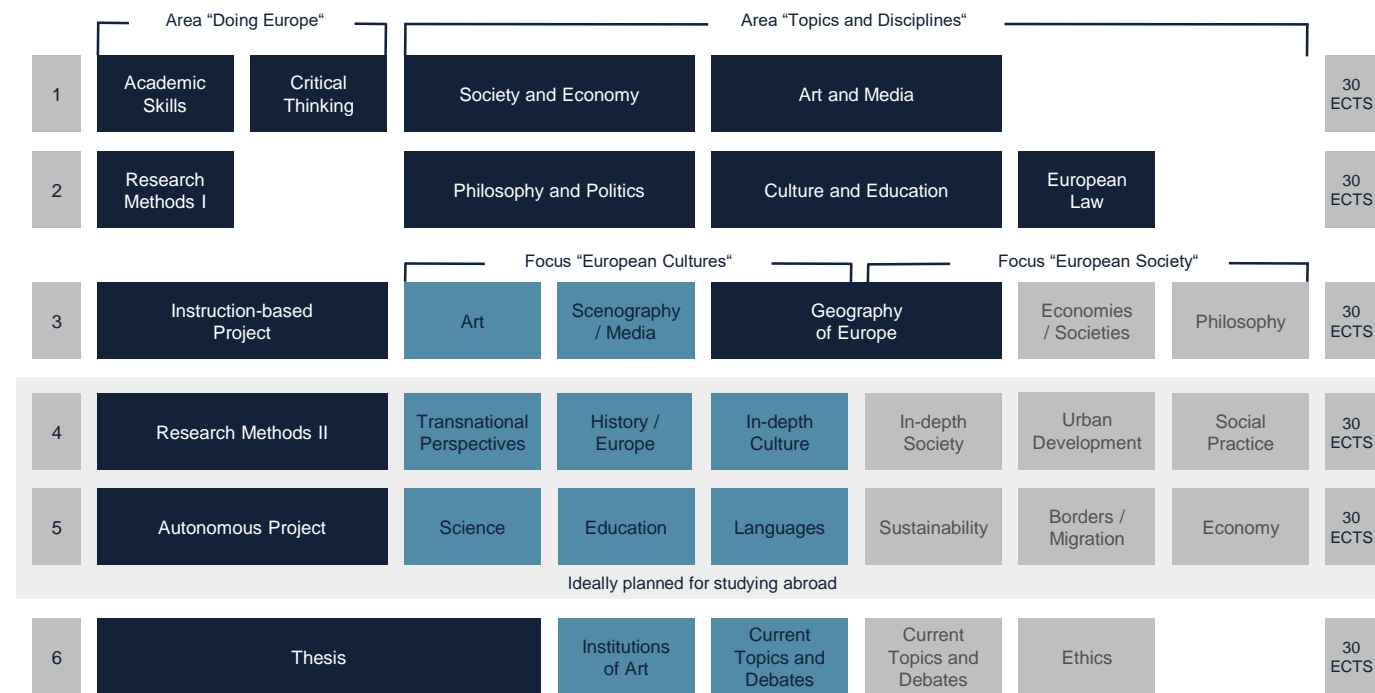 Area “Doing Europe“
Area “Topics and Disciplines“
1
Academic
Skills
Critical
Thinking
Society and Economy
Art and Media
30
ECTS
2
Research
Methods I
Philosophy and Politics
Culture and Education
European
Law
30
ECTS
Focus “European Cultures“
Focus “European Society“
3
Instruction-based
Project
Art
Scenography
/ Media
Geography
of Europe
Economies
/ Societies
Philosophy
30
ECTS
4
Research Methods II
Transnational
Perspectives
History /
Europe
In-depth
Culture
In-depth
Society
Urban
Development
Social
Practice
30
ECTS
5
Autonomous Project
Science
Education
Languages
Sustainability
Borders /
Migration
Economy
30
ECTS
Ideally planned for studying abroad
6
Thesis
Institutions
of Art
Current
Topics and
Debates
Current
Topics and
Debates
Ethics
30
ECTS